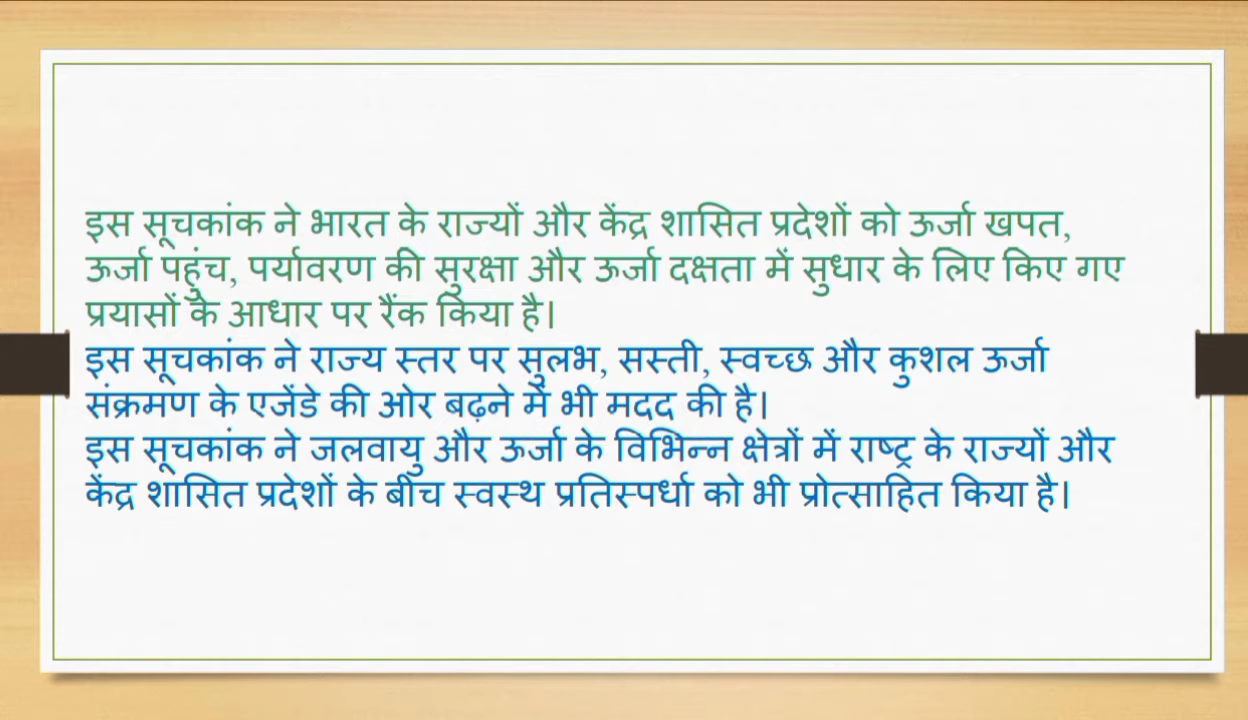 इस सूचकांक ने भारत के राज्यों और केंद्र शासित प्रदेशों को ऊर्जा खपत,
ऊर्जा पहुंच, पर्यावरण की सुरक्षा और ऊर्जा दक्षता में सुधार के लिए किए गए
प्रयासों के आधार पर रैंक किया है।
इस सूचकांक ने राज्य स्तर पर सुलभ, सस्ती, स्वच्छ और कुशल ऊर्जा
संक्रमण के एजेंडे की ओर बढ़ने में भी मदद की है।
इस सूचकांक ने जलवायु और ऊर्जा के विभिन्न क्षेत्रों में राष्ट्र के राज्यों और
केंद्र शासित प्रदेशों के बीच स्वस्थ प्रतिस्पर्धा को भी प्रोत्साहित किया है।